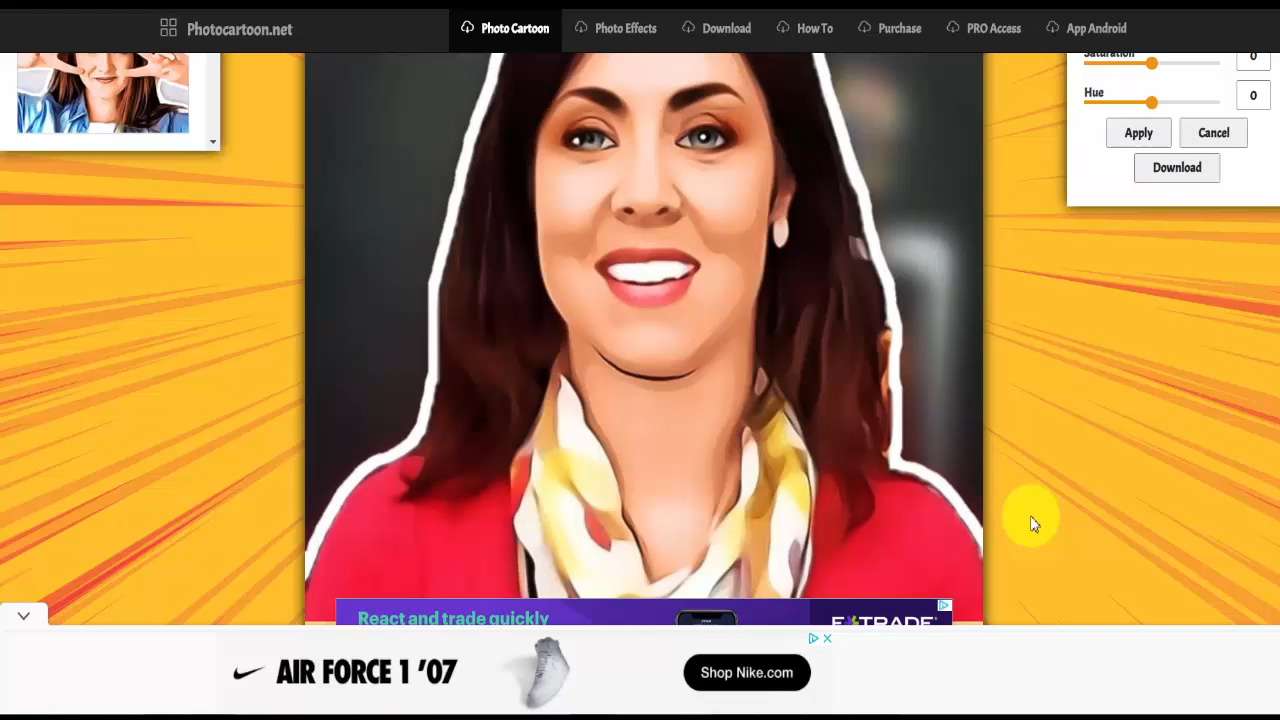 Photocartoon.net
Photo Cartoon
Photo Effects
Download
How To
Purchase
PRO Access
App Android
Saturation
0
Hue
0
Apply
Cancel
Download
React and trade quickly
E*TRADE
AIR FORCE 1 '07
Shop Nike.com